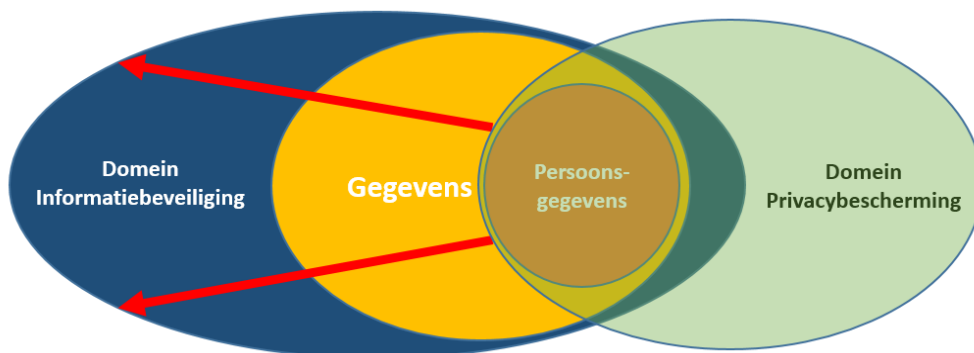 Domein
Informatiebeveiliging
Gegevens
Persoons-
gegevens
Domein
Privacybescherming